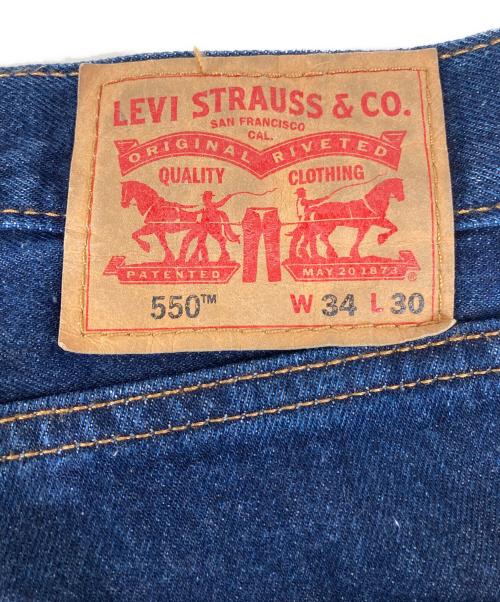 LEVI STRAUSS & CO.
SAN FRANCISCO
CAL.
ORIGINAL RIVETED
QUALITY CLOTHING
PATENTED MAY 20 1873 ®
550™ W 34 L 30